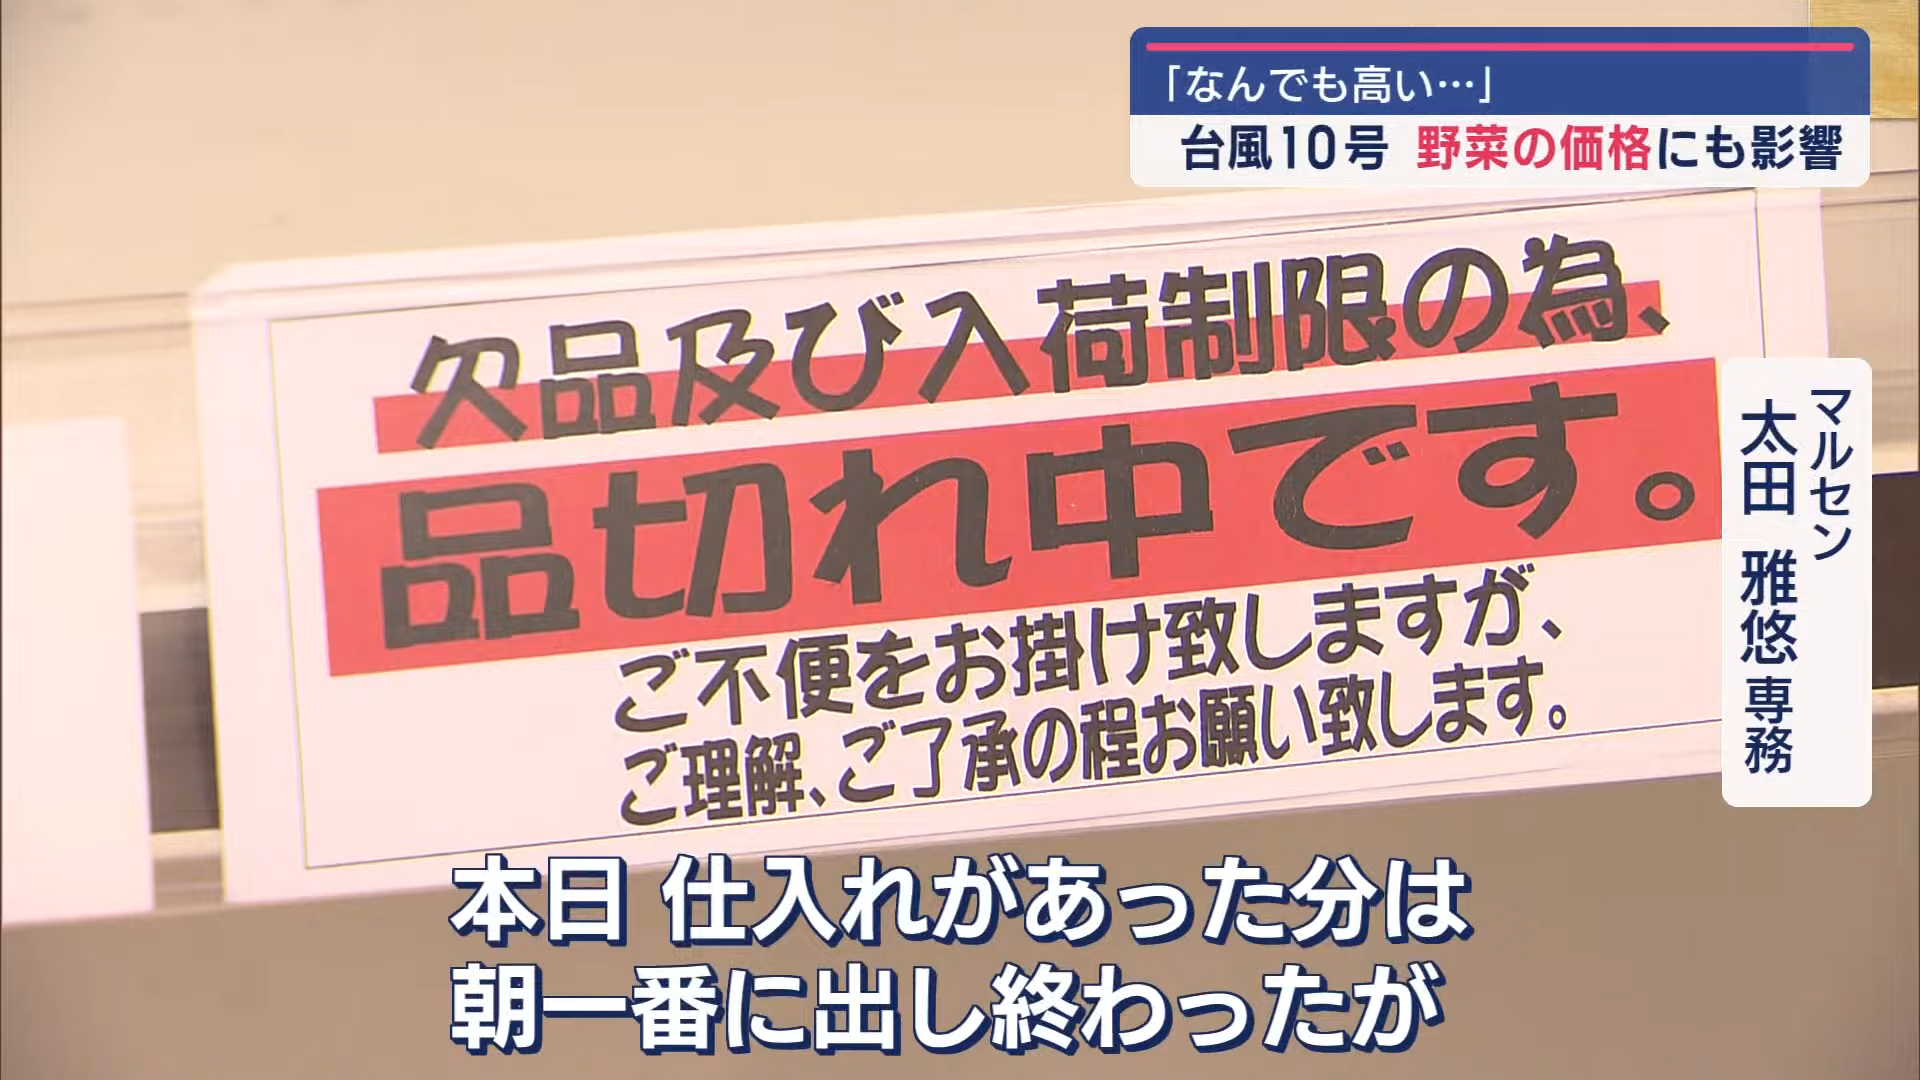 「なんでも高い…」
台風10号 野菜の価格にも影響
欠品及び入荷制限の為、
品切れ中です。
ご不便をお掛け致しますが、
ご理解、ご了承の程お願い致します。
マルセン
太田 雅悠 専務
本日 仕入れがあった分は
朝一番に出し終わったが